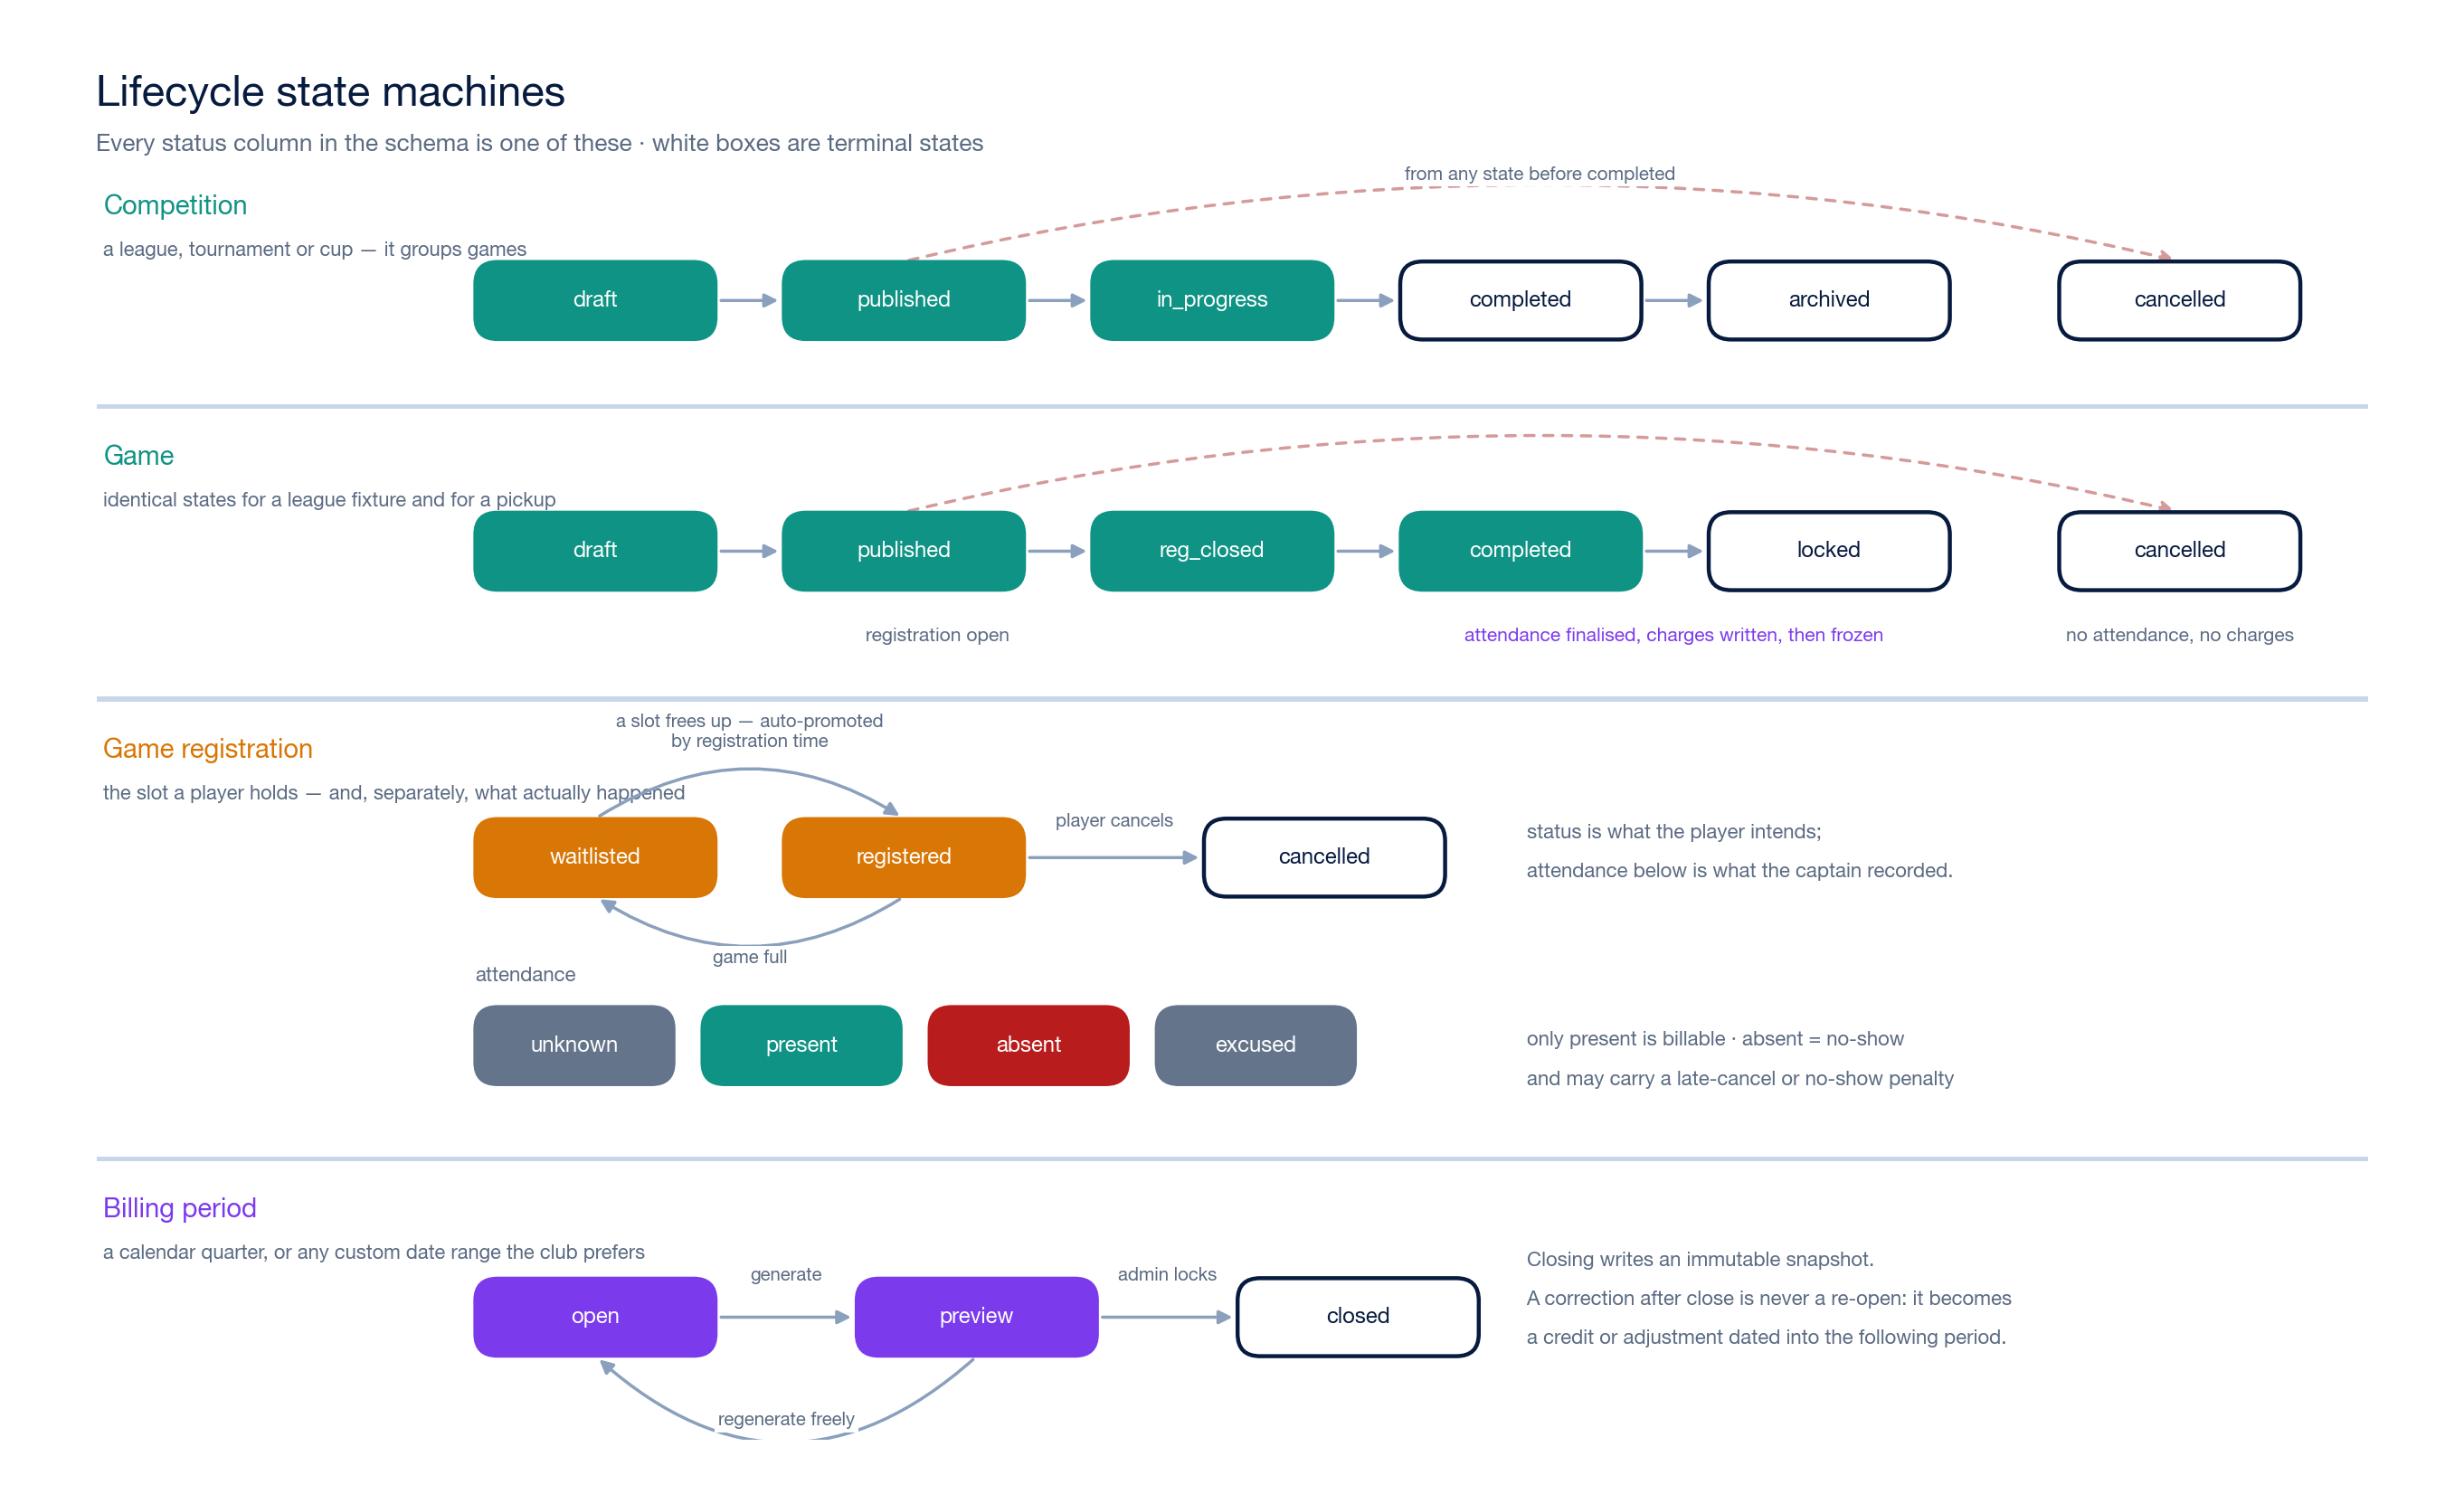 Lifecycle state machines
Every status column in the schema is one of these · white boxes are terminal states
from any state before completed
Competition
a league, tournament or cup — it groups games
draft
published
in_progress
completed
archived
cancelled
Game
identical states for a league fixture and for a pickup
draft
published
reg_closed
completed
locked
cancelled
registration open
attendance finalised, charges written, then frozen
no attendance, no charges
a slot frees up — auto-promoted
by registration time
Game registration
the slot a player holds — and, separately, what actually happened
waitlisted
registered
player cancels
cancelled
status is what the player intends;
attendance below is what the captain recorded.
game full
attendance
unknown
present
absent
excused
only present is billable · absent = no-show
and may carry a late-cancel or no-show penalty
Billing period
a calendar quarter, or any custom date range the club prefers
open
generate
preview
admin locks
closed
Closing writes an immutable snapshot.
A correction after close is never a re-open: it becomes
a credit or adjustment dated into the following period.
regenerate freely